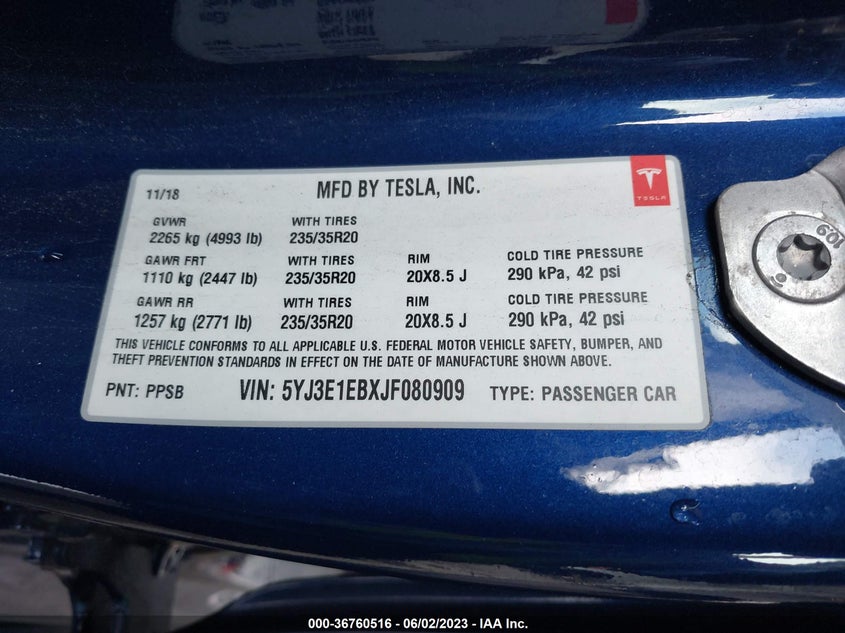 11/18 MFD BY TESLA, INC.
TESLA
GVWR WITH TIRES
2265 kg (4993 lb) 235/35R20
GAWR FRT WITH TIRES RIM COLD TIRE PRESSURE
1110 kg (2447 lb) 235/35R20 20X8.5 J 290 kPa, 42 psi
GAWR RR WITH TIRES RIM COLD TIRE PRESSURE
1257 kg (2771 lb) 235/35R20 20X8.5 J 290 kPa, 42 psi
THIS VEHICLE CONFORMS TO ALL APPLICABLE U.S. FEDERAL MOTOR VEHICLE SAFETY, BUMPER, AND
THEFT PREVENTION STANDARDS IN EFFECT ON THE DATE OF MANUFACTURE SHOWN ABOVE.
PNT: PPSB VIN: 5YJ3E1EBXJF080909 TYPE: PASSENGER CAR
000-36760516 - 06/02/2023 - IAA Inc.